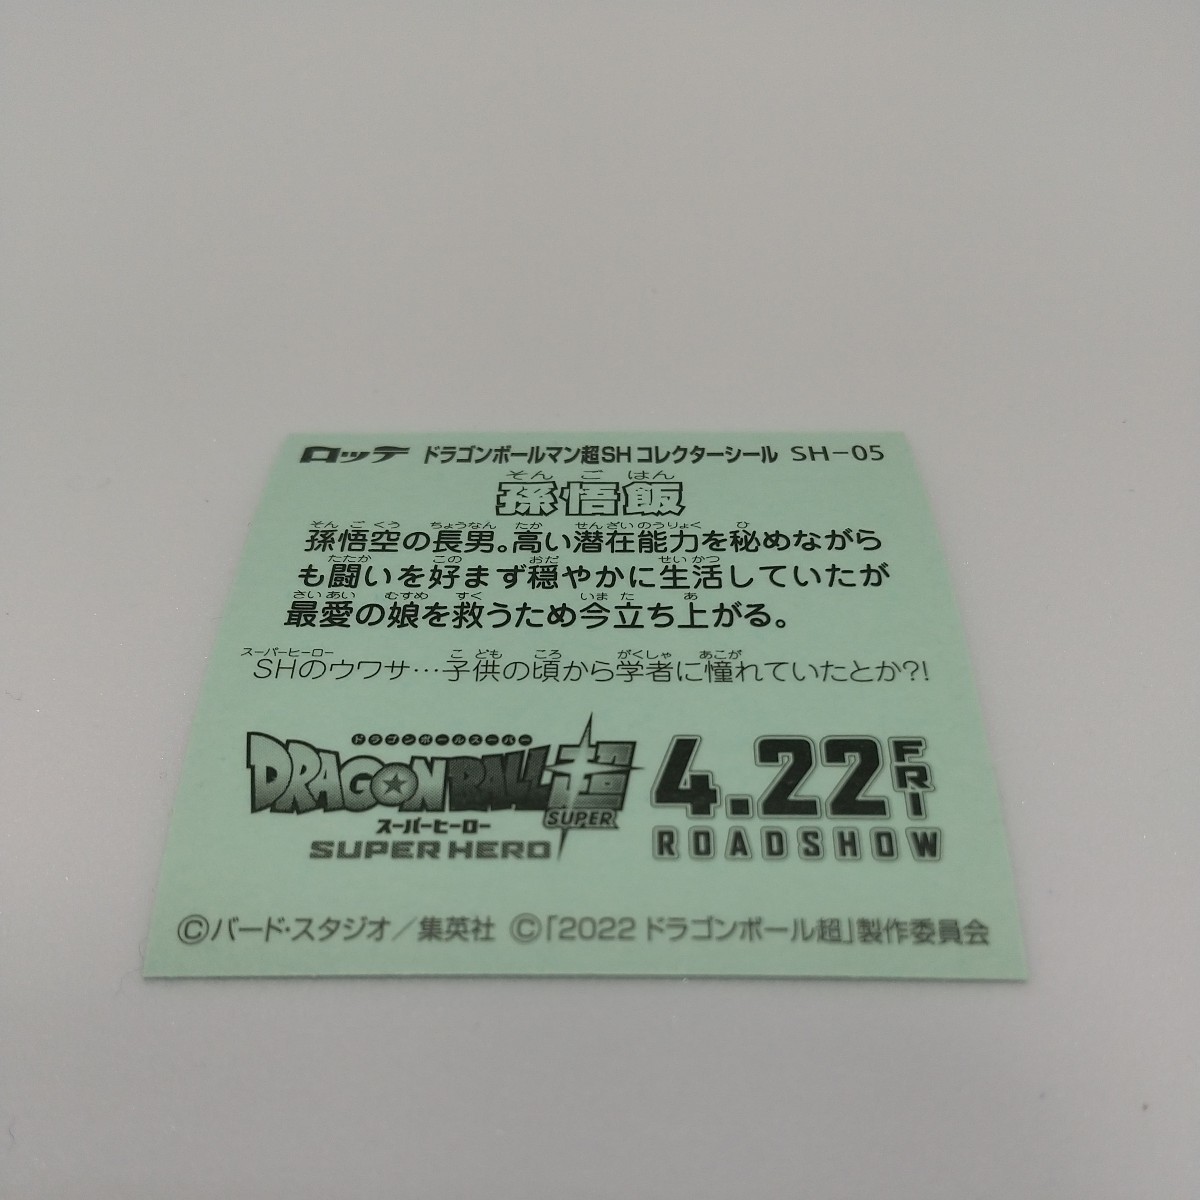 ロッテ ドラゴンボールマン超SH コレクターシール SH-05
そん ご はん
孫悟飯
そん ご くう ちょうなん たか せんざいのうりょく ひ
孫悟空の長男。高い潜在能力を秘めながら
たたか この おだ せいかつ
も闘いを好まず穏やかに生活していたが
さいあい むすめ すく いま た あ
最愛の娘を救うため今立ち上がる。
スーパーヒーロー こ ども ころ がくしゃ あこが
SHのウワサ…子供の頃から学者に憧れていたとか?!
ドラゴンボールスーパー
DRAGON BALL超
SUPER
スーパーヒーロー
SUPER HERO
4.22 FRI
ROADSHOW
©バード・スタジオ／集英社 ©「2022 ドラゴンボール超」製作委員会